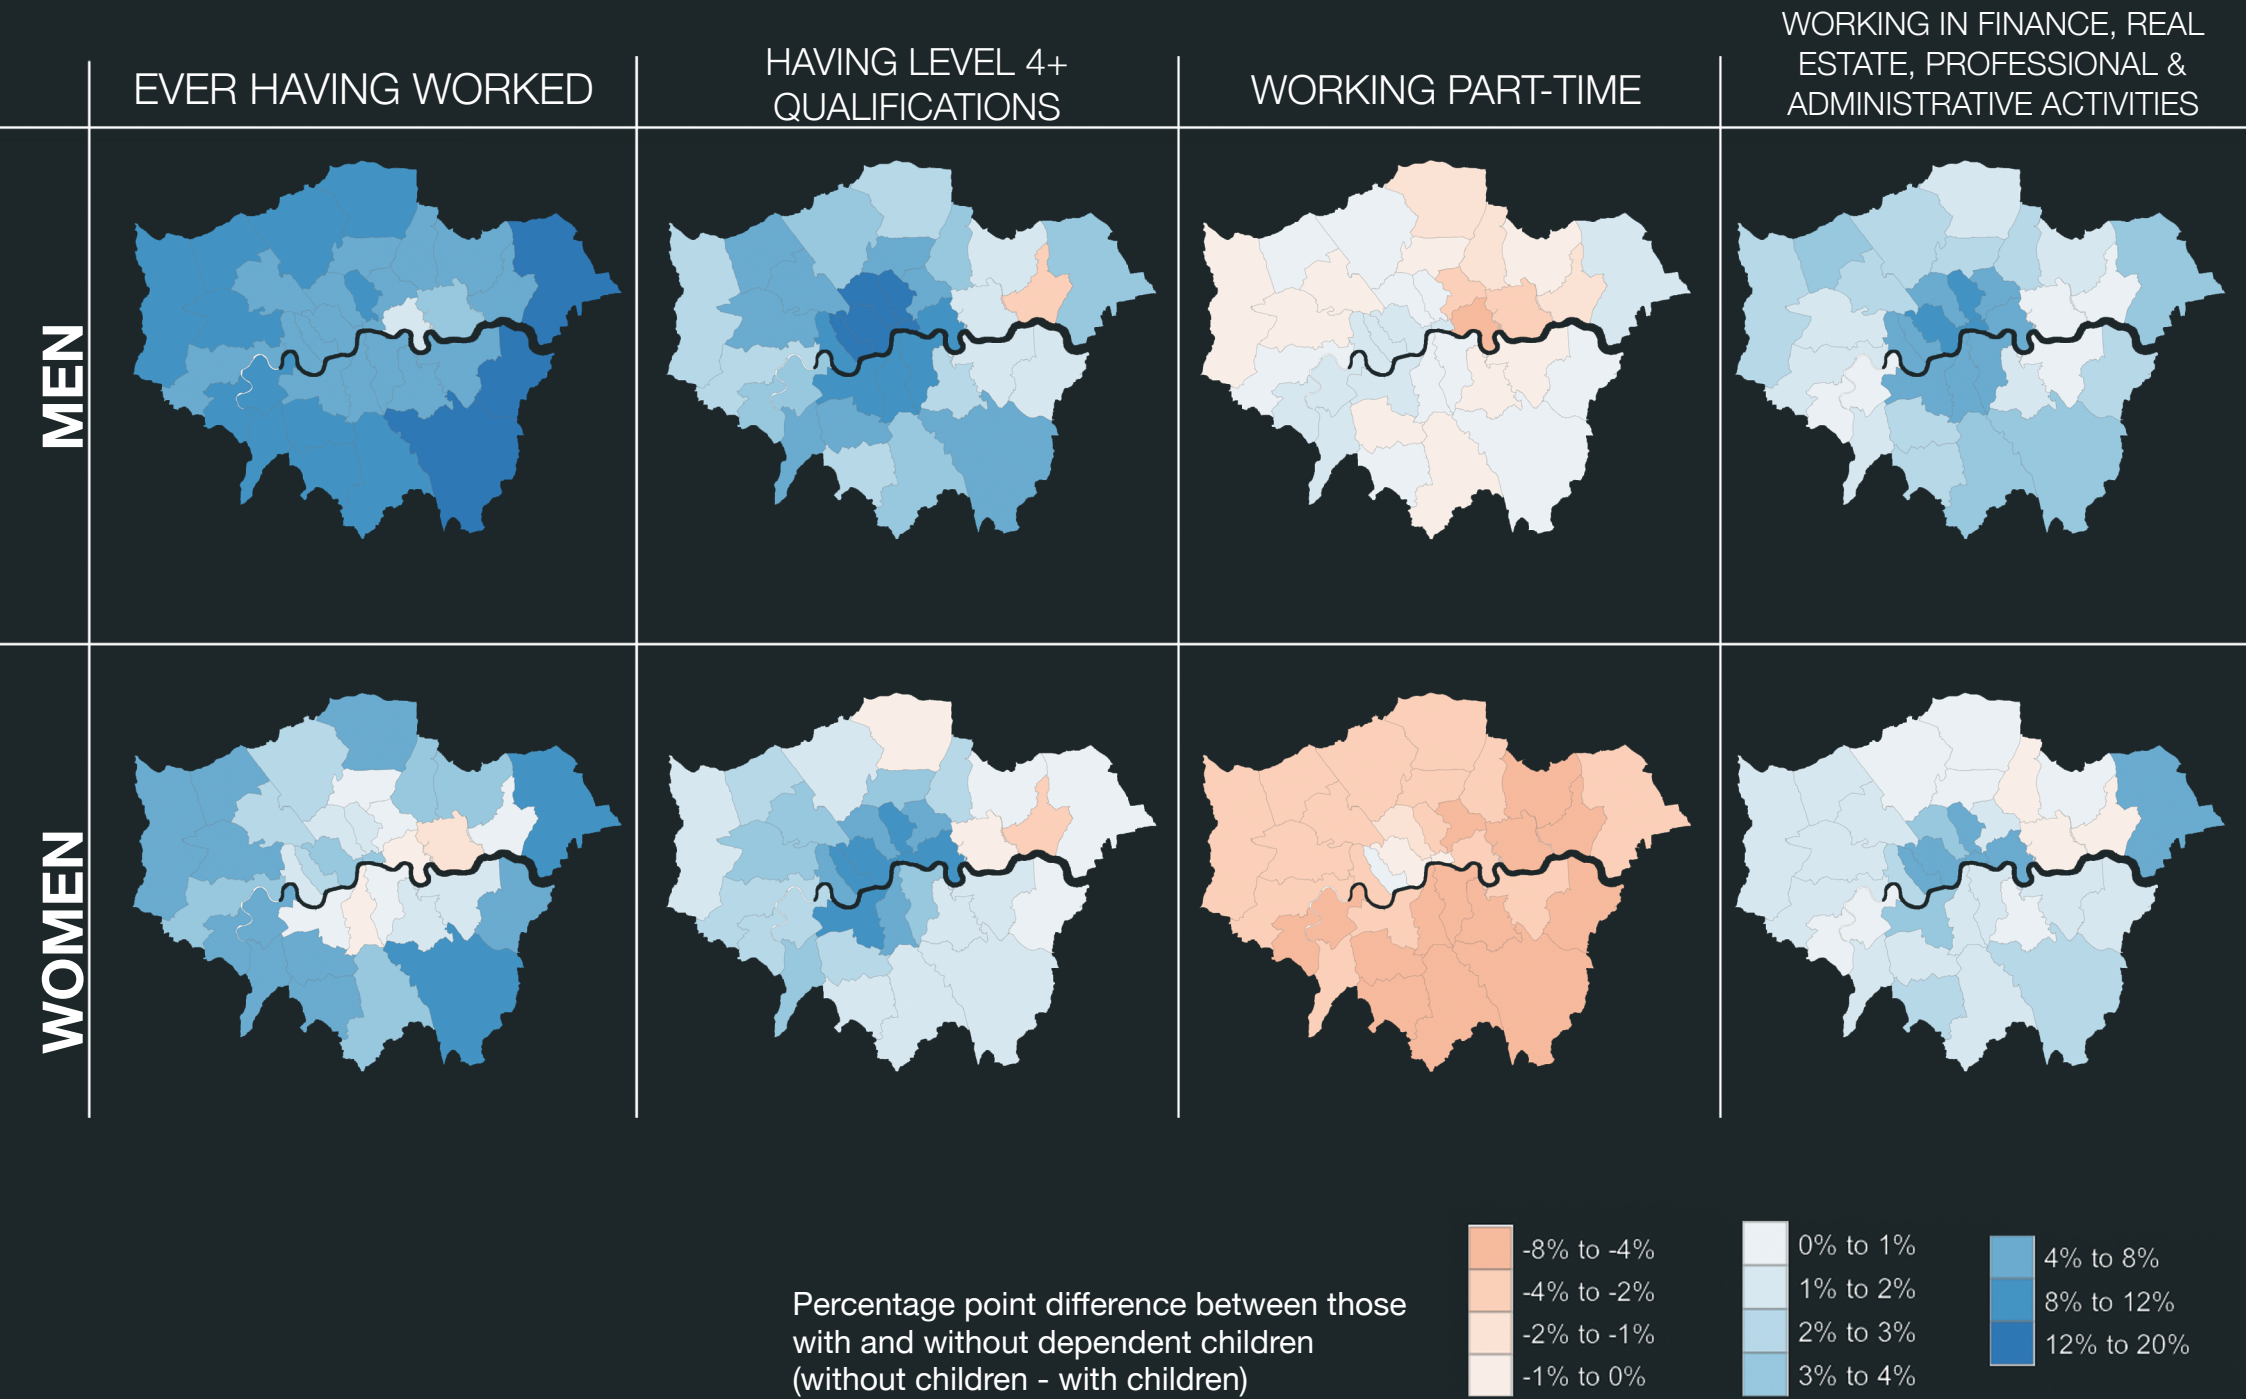 EVER HAVING WORKED
HAVING LEVEL 4+
QUALIFICATIONS
WORKING PART-TIME
WORKING IN FINANCE, REAL
ESTATE, PROFESSIONAL &
ADMINISTRATIVE ACTIVITIES
MEN
WOMEN
Percentage point difference between those
with and without dependent children
(without children - with children)
-8% to -4%
-4% to -2%
-2% to -1%
-1% to 0%
0% to 1%
1% to 2%
2% to 3%
3% to 4%
4% to 8%
8% to 12%
12% to 20%